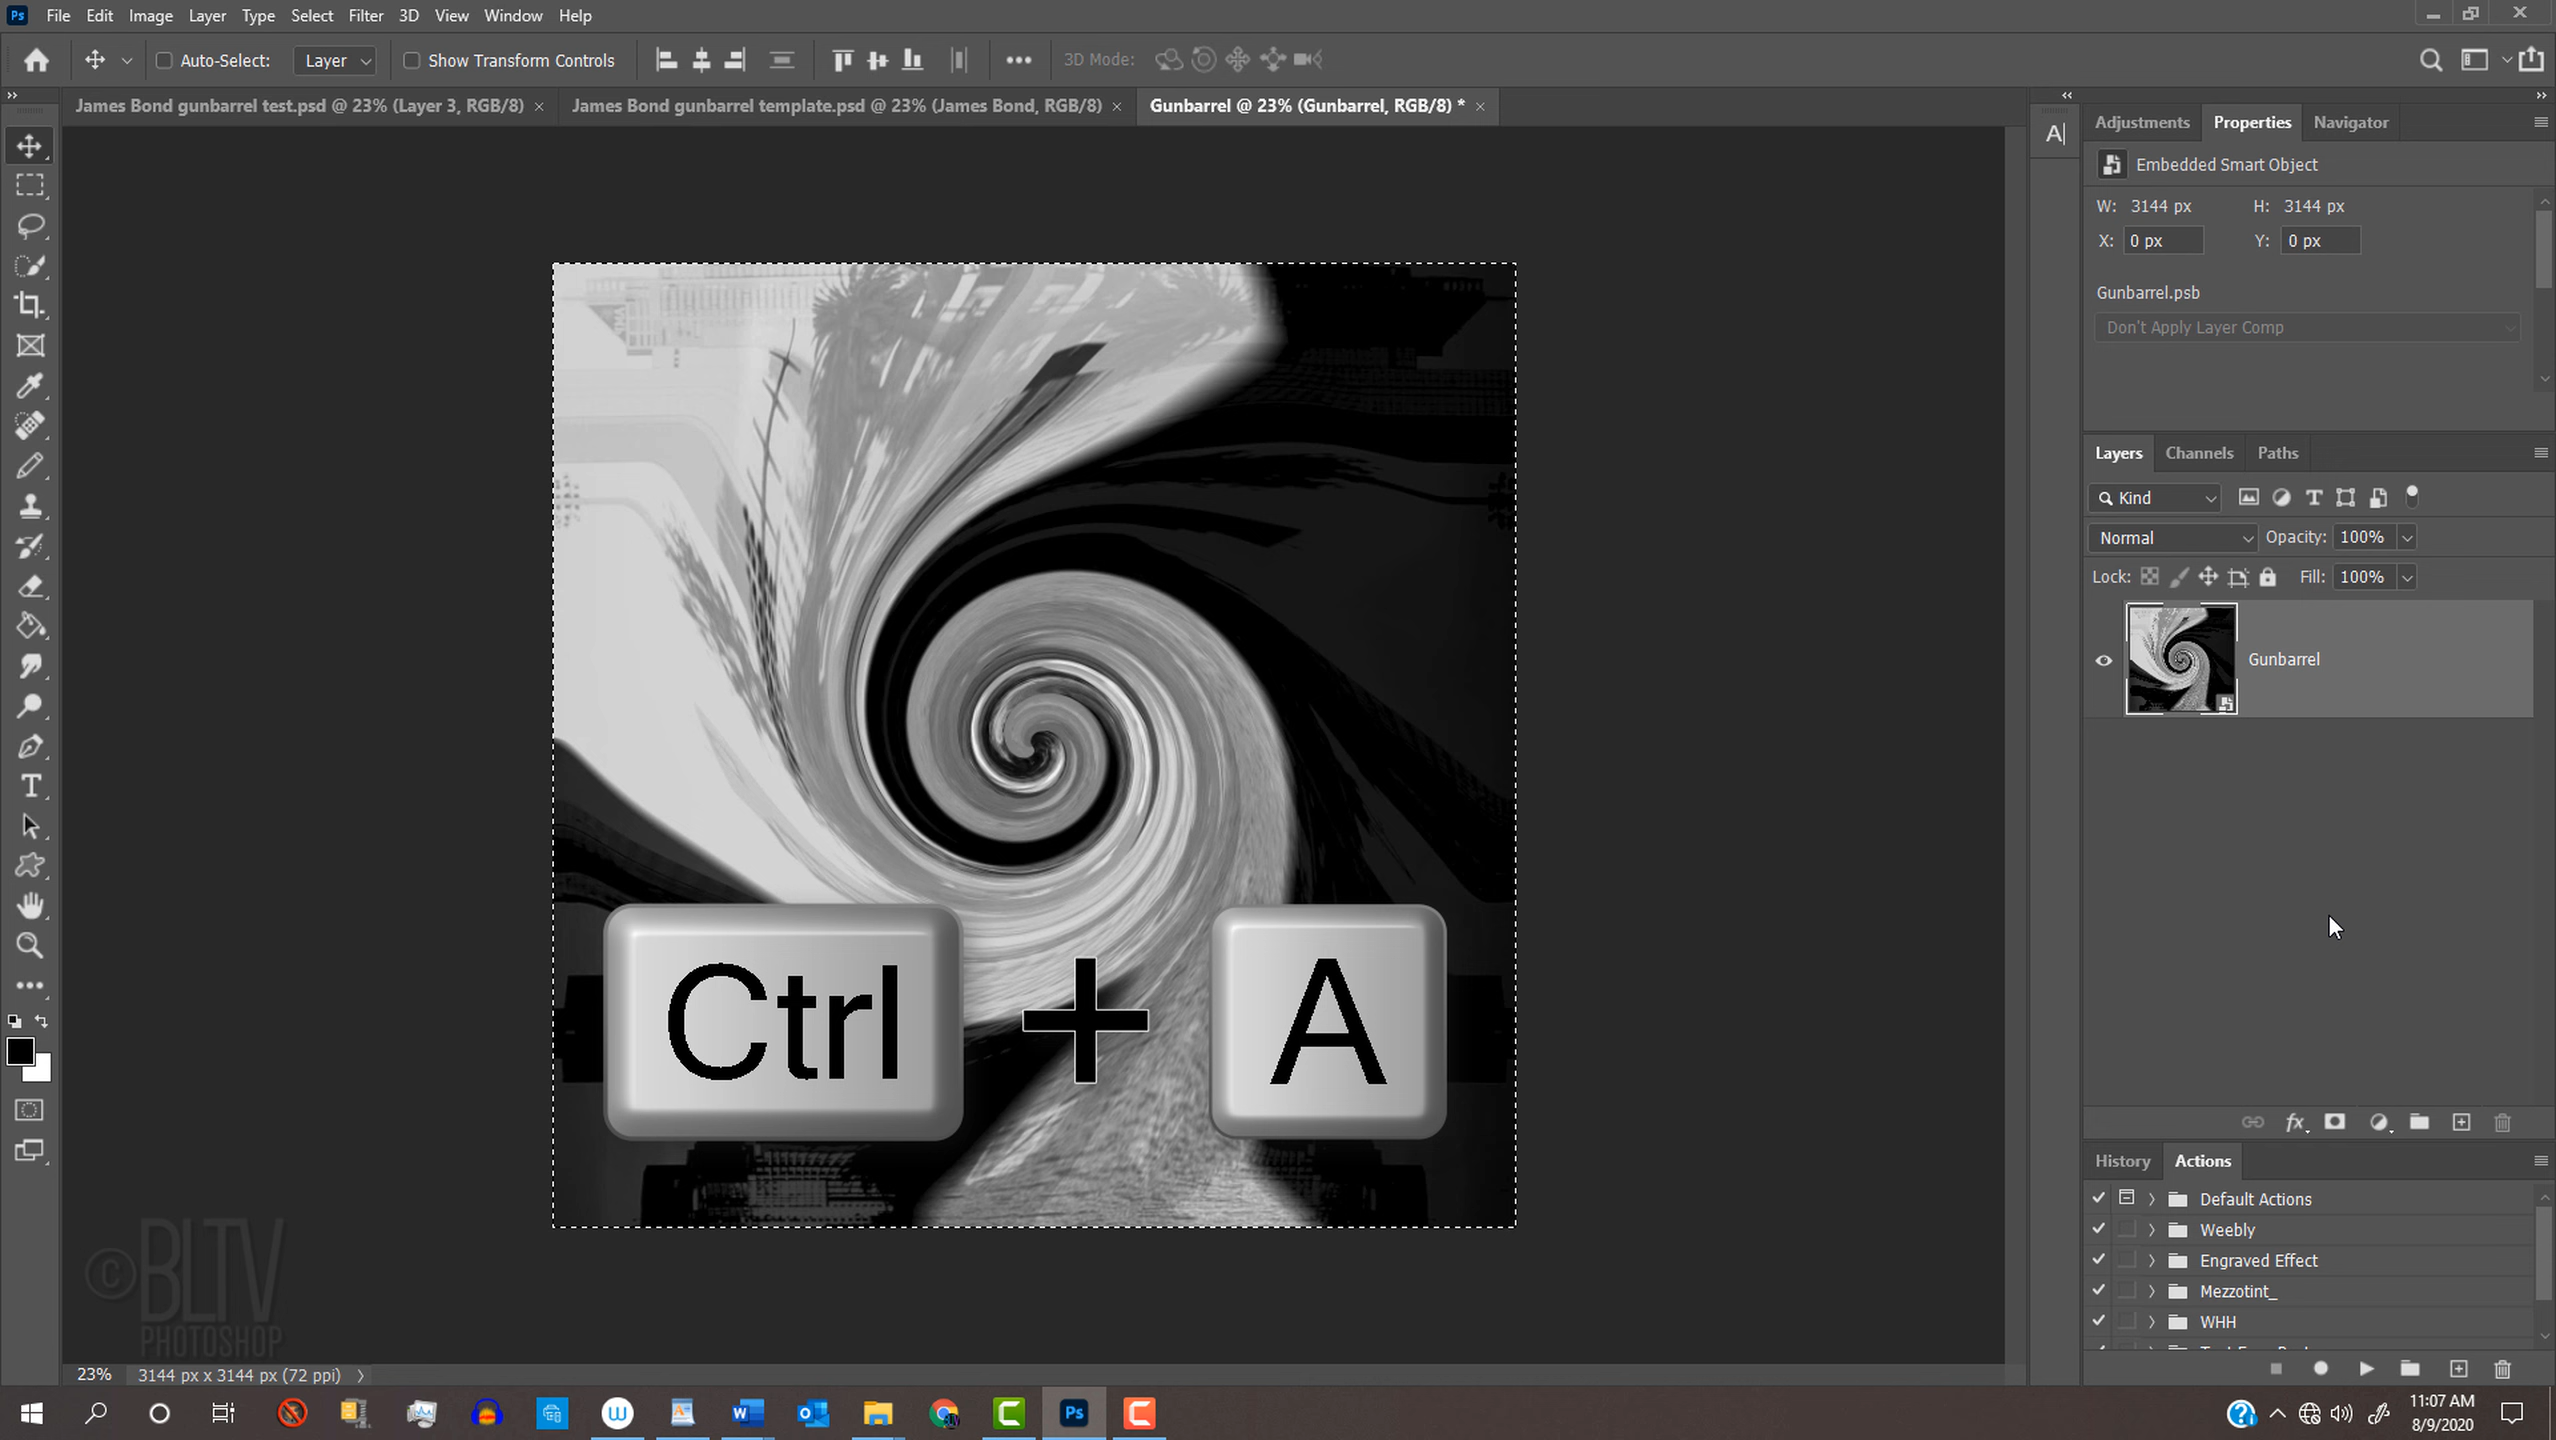 Ps File Edit Image Layer Type Select Filter 3D View Window Help
Auto-Select: Layer Show Transform Controls 3D Mode:
James Bond gunbarrel test.psd @ 23% (Layer 3, RGB/8) James Bond gunbarrel template.psd @ 23% (James Bond, RGB/8) Gunbarrel @ 23% (Gunbarrel, RGB/8) *
Adjustments Properties Navigator
Embedded Smart Object
W: 3144 px H: 3144 px
X: 0 px Y: 0 px
Gunbarrel.psb
Don't Apply Layer Comp
Layers Channels Paths
Kind
Normal Opacity: 100%
Lock: Fill: 100%
Gunbarrel
Ctrl + A
History Actions
Default Actions
Weebly
Engraved Effect
Mezzotint_
WHH
© BLTV
PHOTOSHOP
23% 3144 px x 3144 px (72 ppi)
11:07 AM
8/9/2020